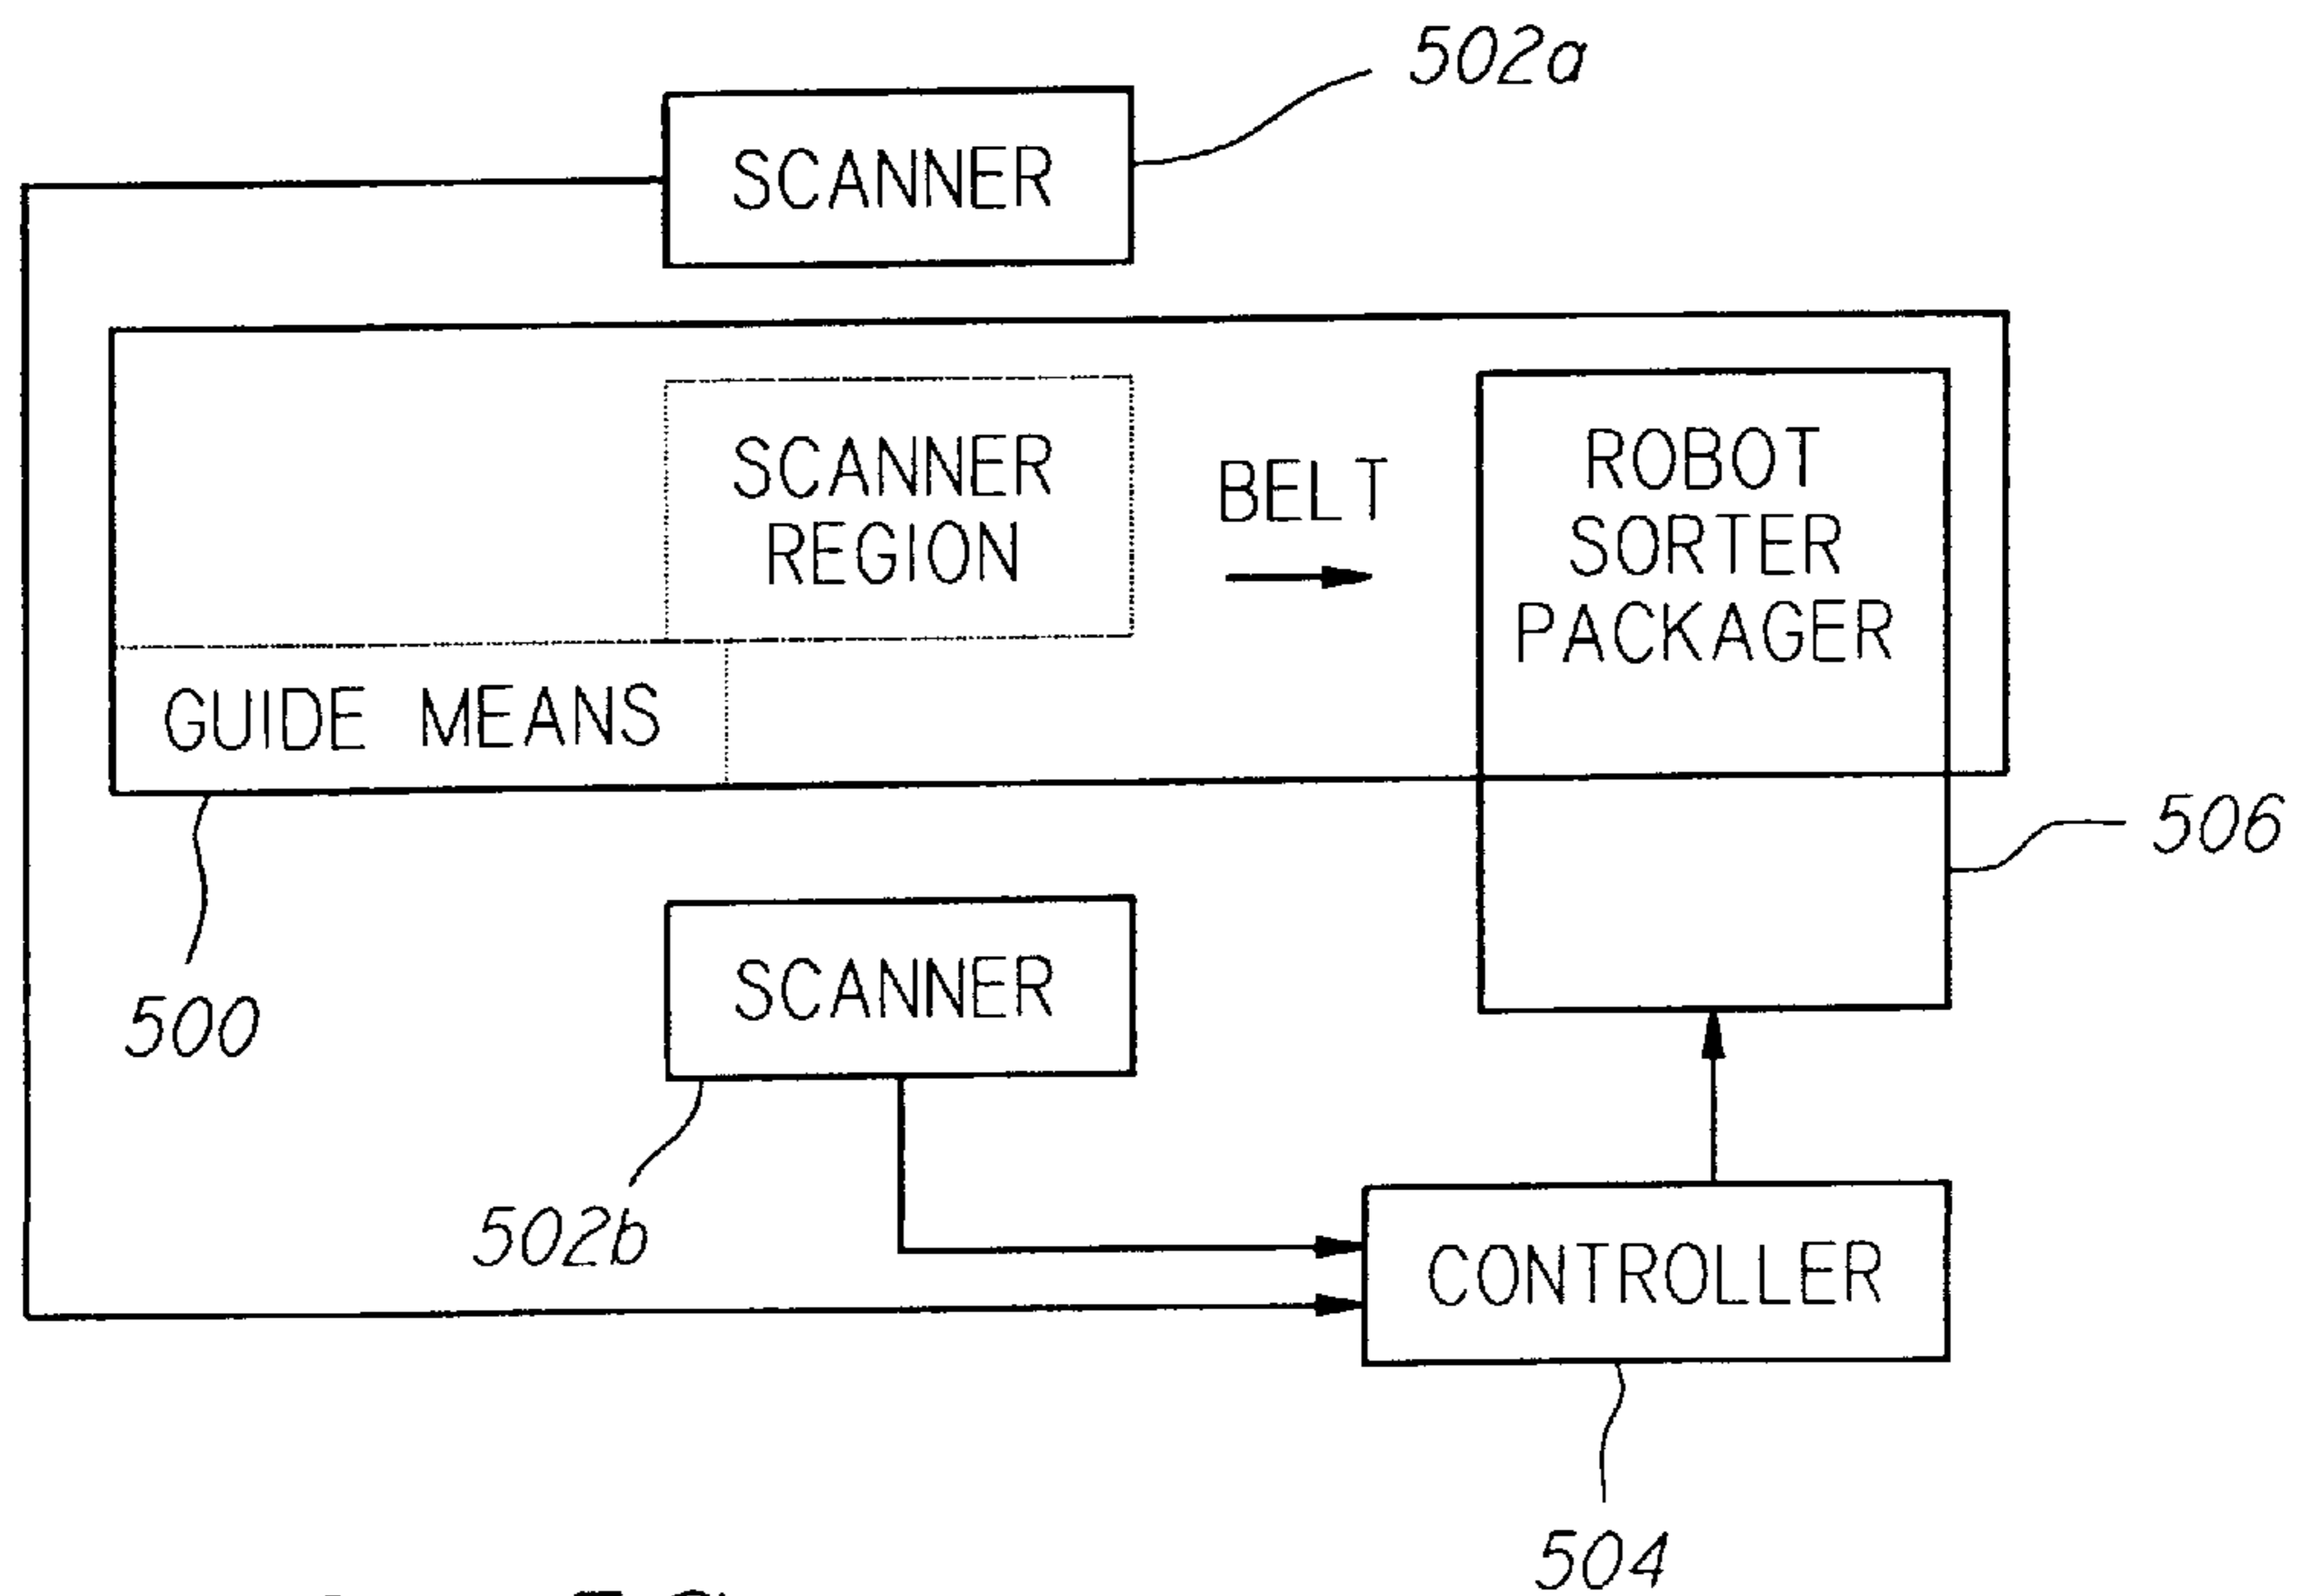 502a
SCANNER
SCANNER
REGION
BELT
ROBOT
SORTER
PACKAGER
GUIDE MEANS
506
500
SCANNER
502b
CONTROLLER
504